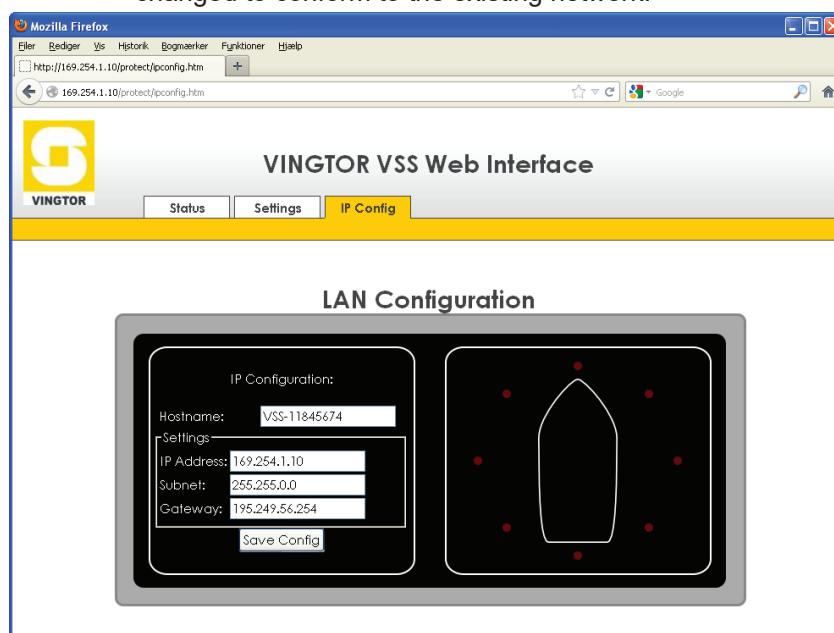 changed to conform to the existing network.
Mozilla Firefox
Filer Rediger Vis Historik Bogmærker Funktioner Hjælp
http://169.254.1.10/protect/ipconfig.htm +
169.254.1.10/protect/ipconfig.htm Google
VINGTOR VSS Web Interface
VINGTOR
Status Settings IP Config
LAN Configuration
IP Configuration:
Hostname: VSS-11845674
Settings
IP Address: 169.254.1.10
Subnet: 255.255.0.0
Gateway: 195.249.56.254
Save Config